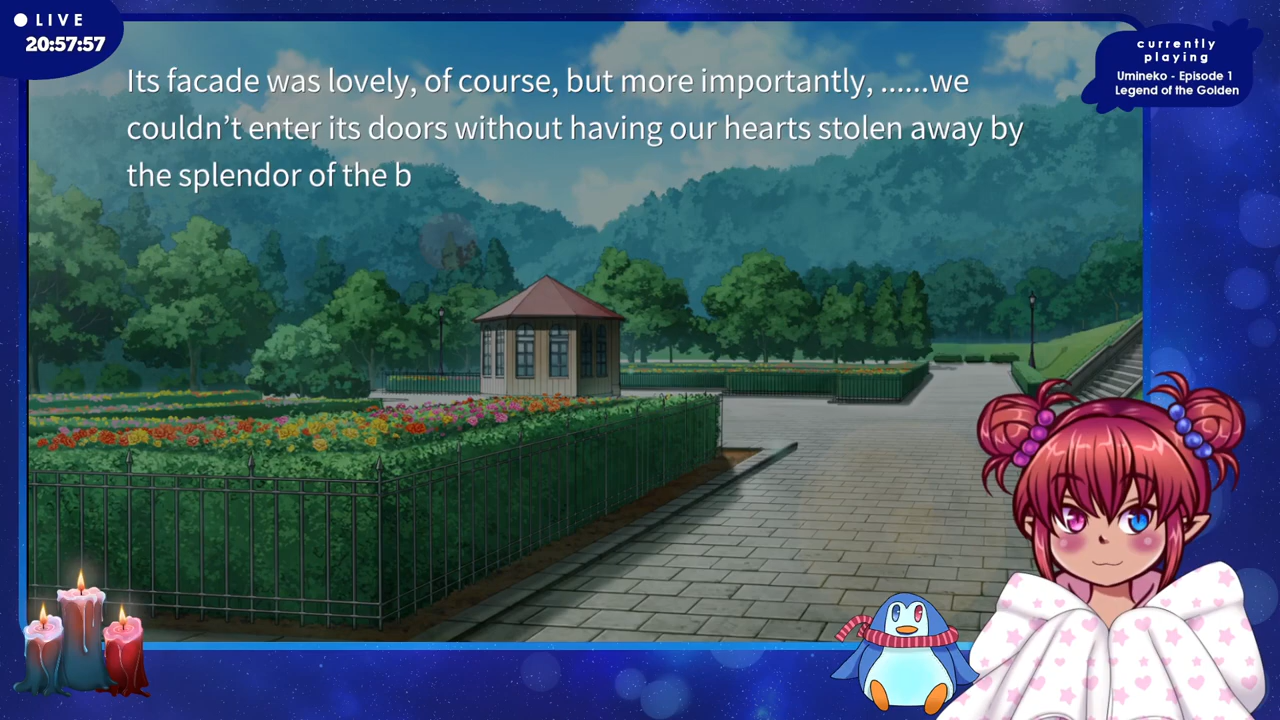 LIVE
20:57:57
currently
playing
Umineko - Episode 1
Legend of the Golden
Its facade was lovely, of course, but more importantly, ......we
couldn't enter its doors without having our hearts stolen away by
the splendor of the b